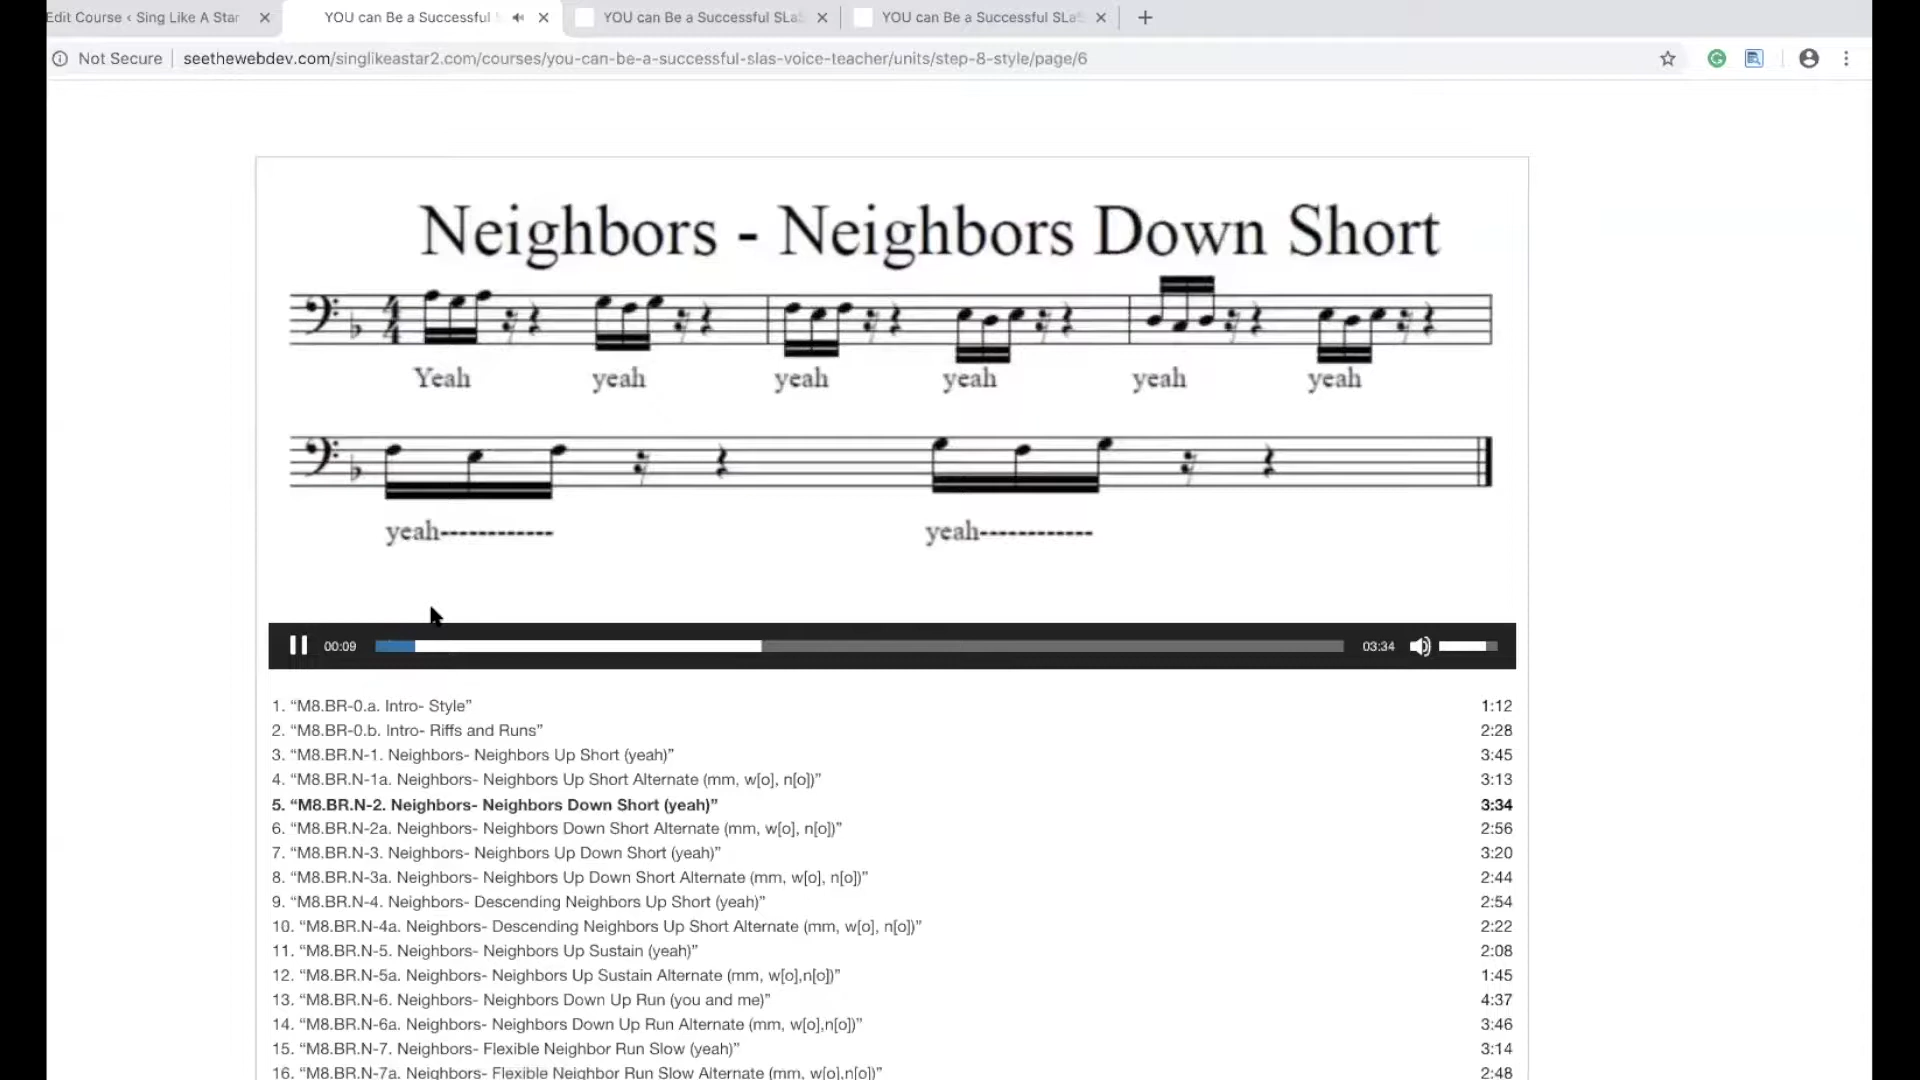 Edit Course ‹ Sing Like A Star
YOU can Be a Successful S
YOU can Be a Successful SLaS
YOU can Be a Successful SLaS
Not Secure
seethewebdev.com/singlikeastar2.com/courses/you-can-be-a-successful-slas-voice-teacher/units/step-8-style/page/6
Neighbors - Neighbors Down Short
Yeah yeah yeah yeah yeah yeah
yeah------------ yeah------------
00:09 03:34
1. “M8.BR-0.a. Intro- Style” 1:12
2. “M8.BR-0.b. Intro- Riffs and Runs” 2:28
3. “M8.BR.N-1. Neighbors- Neighbors Up Short (yeah)” 3:45
4. “M8.BR.N-1a. Neighbors- Neighbors Up Short Alternate (mm, w[o], n[o])” 3:13
5. “M8.BR.N-2. Neighbors- Neighbors Down Short (yeah)” 3:34
6. “M8.BR.N-2a. Neighbors- Neighbors Down Short Alternate (mm, w[o], n[o])” 2:56
7. “M8.BR.N-3. Neighbors- Neighbors Up Down Short (yeah)” 3:20
8. “M8.BR.N-3a. Neighbors- Neighbors Up Down Short Alternate (mm, w[o], n[o])” 2:44
9. “M8.BR.N-4. Neighbors- Descending Neighbors Up Short (yeah)” 2:54
10. “M8.BR.N-4a. Neighbors- Descending Neighbors Up Short Alternate (mm, w[o], n[o])” 2:22
11. “M8.BR.N-5. Neighbors- Neighbors Up Sustain (yeah)” 2:08
12. “M8.BR.N-5a. Neighbors- Neighbors Up Sustain Alternate (mm, w[o],n[o])” 1:45
13. “M8.BR.N-6. Neighbors- Neighbors Down Up Run (you and me)” 4:37
14. “M8.BR.N-6a. Neighbors- Neighbors Down Up Run Alternate (mm, w[o],n[o])” 3:46
15. “M8.BR.N-7. Neighbors- Flexible Neighbor Run Slow (yeah)” 3:14
16. “M8.BR.N-7a. Neighbors- Flexible Neighbor Run Slow Alternate (mm, w[o],n[o])” 2:48